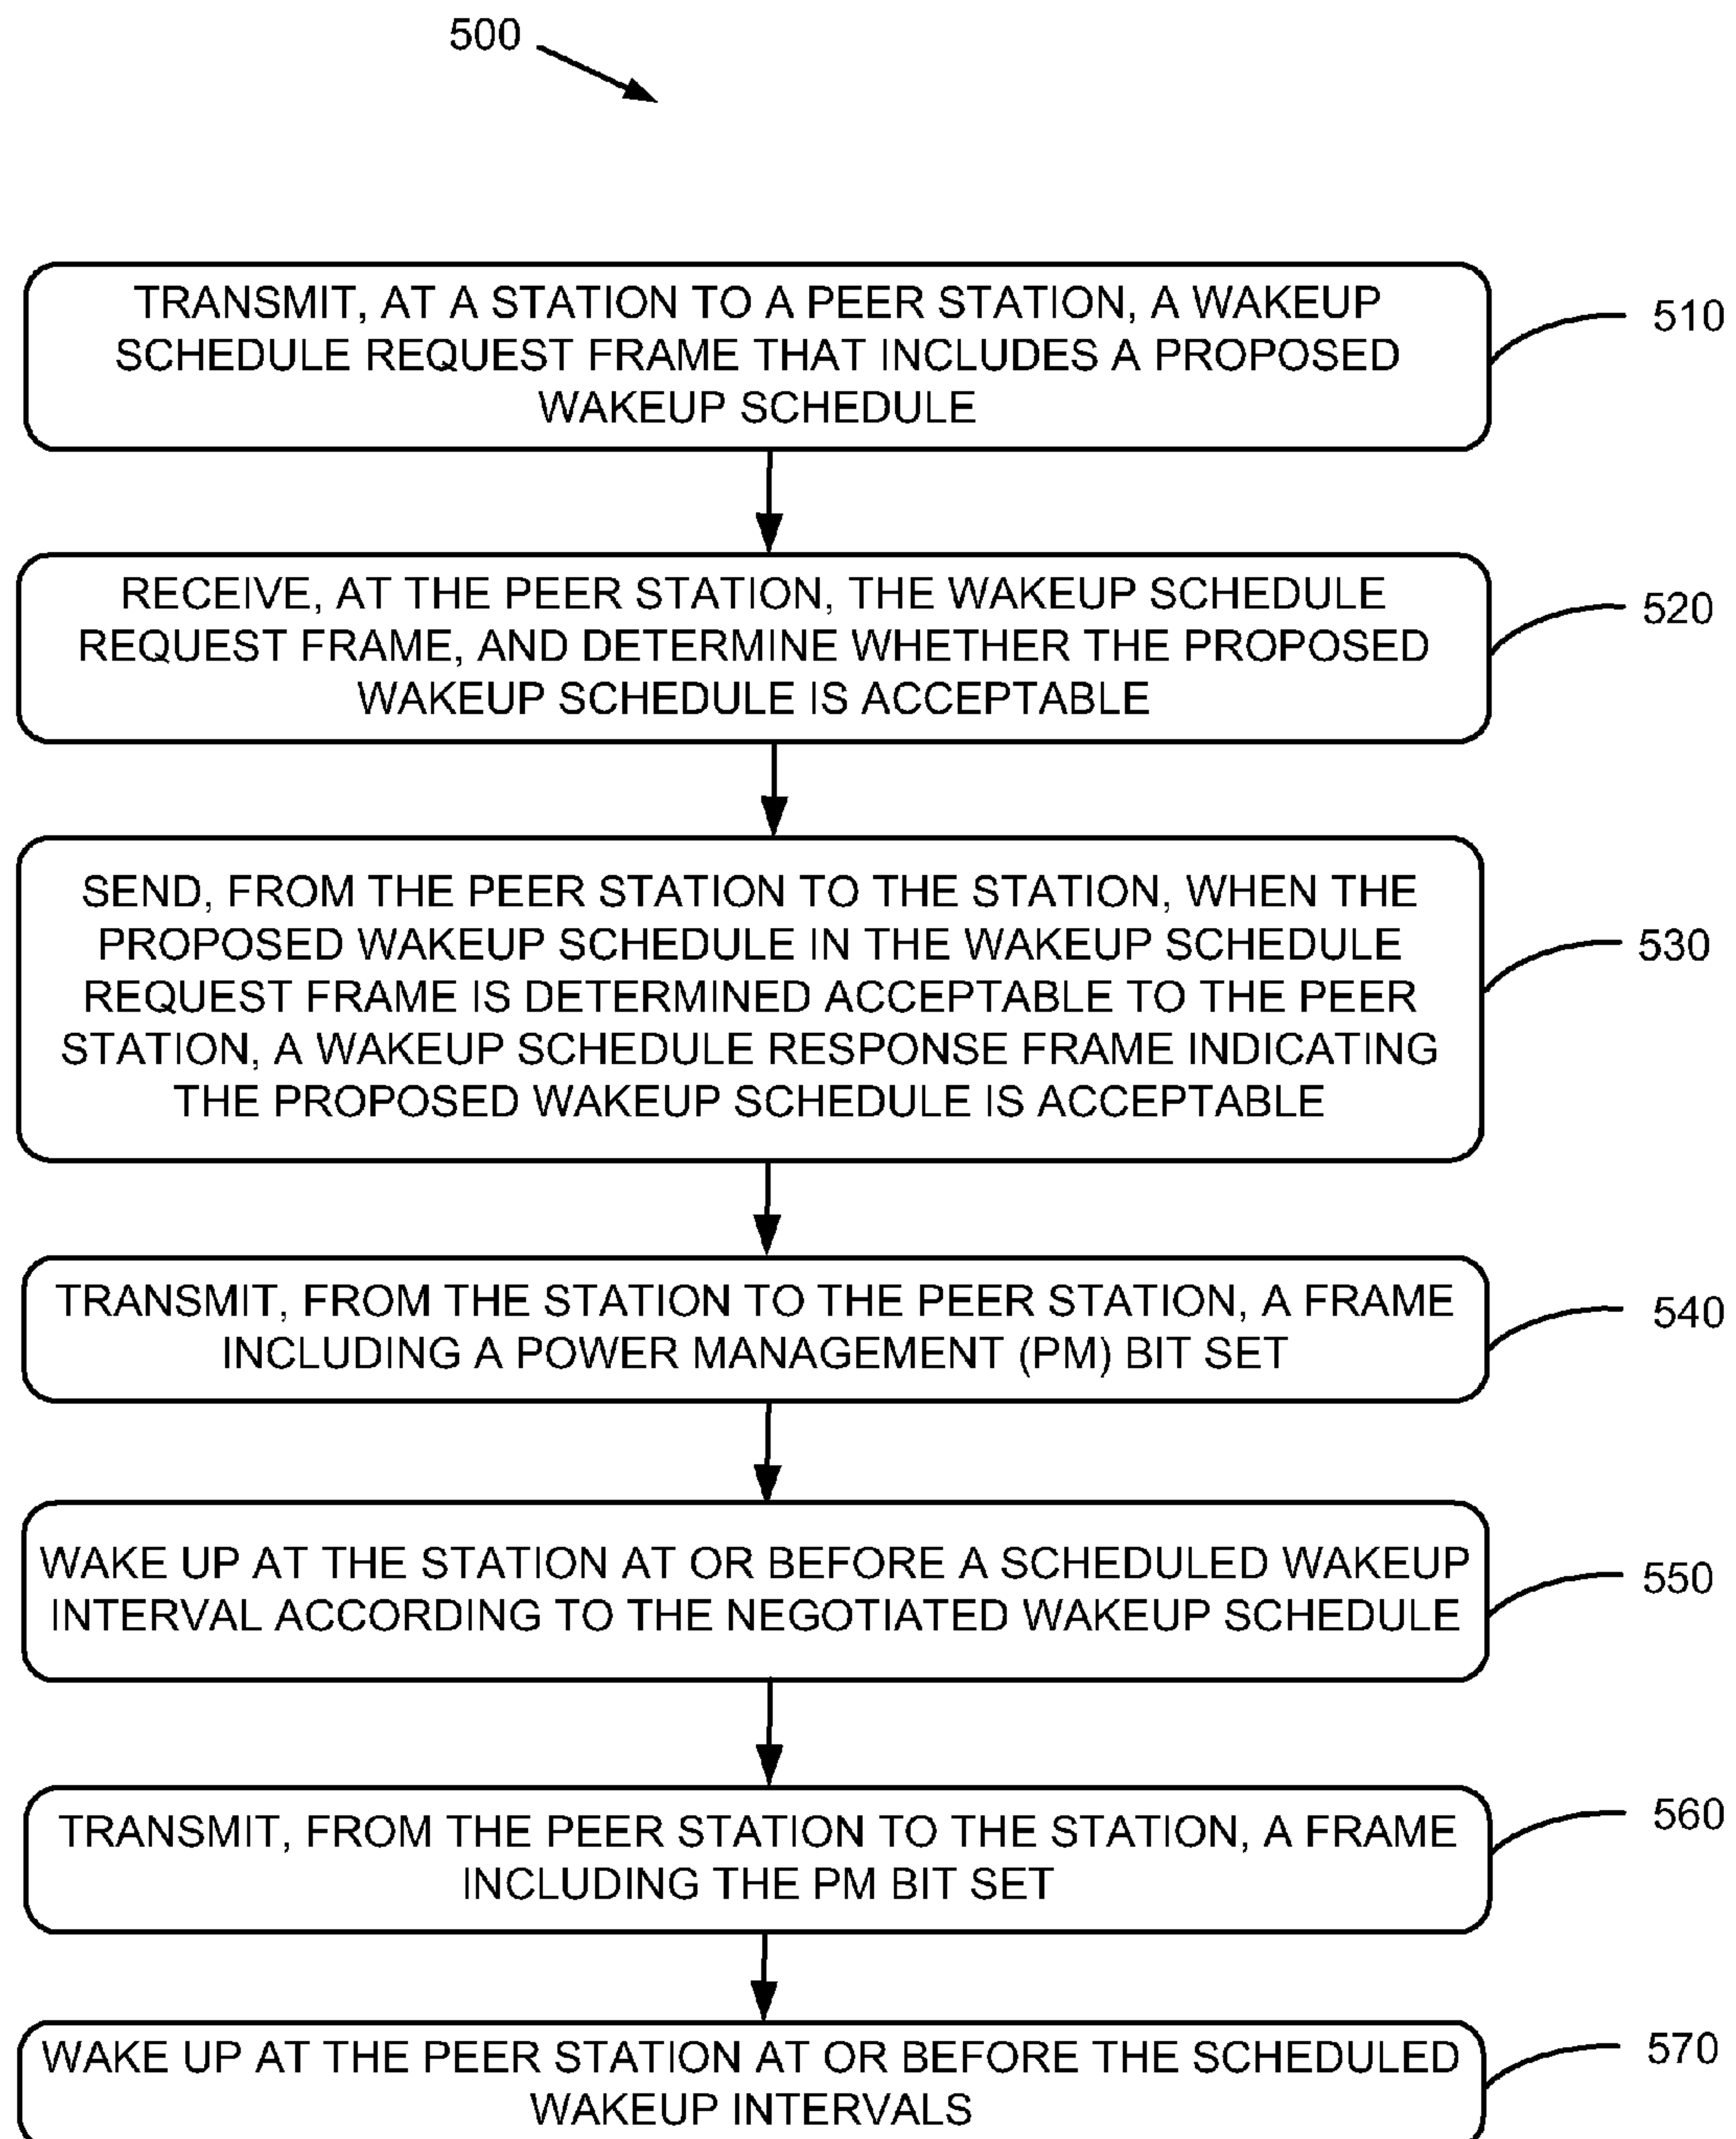 500
TRANSMIT, AT A STATION TO A PEER STATION, A WAKEUP
SCHEDULE REQUEST FRAME THAT INCLUDES A PROPOSED
WAKEUP SCHEDULE
510
RECEIVE, AT THE PEER STATION, THE WAKEUP SCHEDULE
REQUEST FRAME, AND DETERMINE WHETHER THE PROPOSED
WAKEUP SCHEDULE IS ACCEPTABLE
520
SEND, FROM THE PEER STATION TO THE STATION, WHEN THE
PROPOSED WAKEUP SCHEDULE IN THE WAKEUP SCHEDULE
REQUEST FRAME IS DETERMINED ACCEPTABLE TO THE PEER
STATION, A WAKEUP SCHEDULE RESPONSE FRAME INDICATING
THE PROPOSED WAKEUP SCHEDULE IS ACCEPTABLE
530
TRANSMIT, FROM THE STATION TO THE PEER STATION, A FRAME
INCLUDING A POWER MANAGEMENT (PM) BIT SET
540
WAKE UP AT THE STATION AT OR BEFORE A SCHEDULED WAKEUP
INTERVAL ACCORDING TO THE NEGOTIATED WAKEUP SCHEDULE
550
TRANSMIT, FROM THE PEER STATION TO THE STATION, A FRAME
INCLUDING THE PM BIT SET
560
WAKE UP AT THE PEER STATION AT OR BEFORE THE SCHEDULED
WAKEUP INTERVALS
570